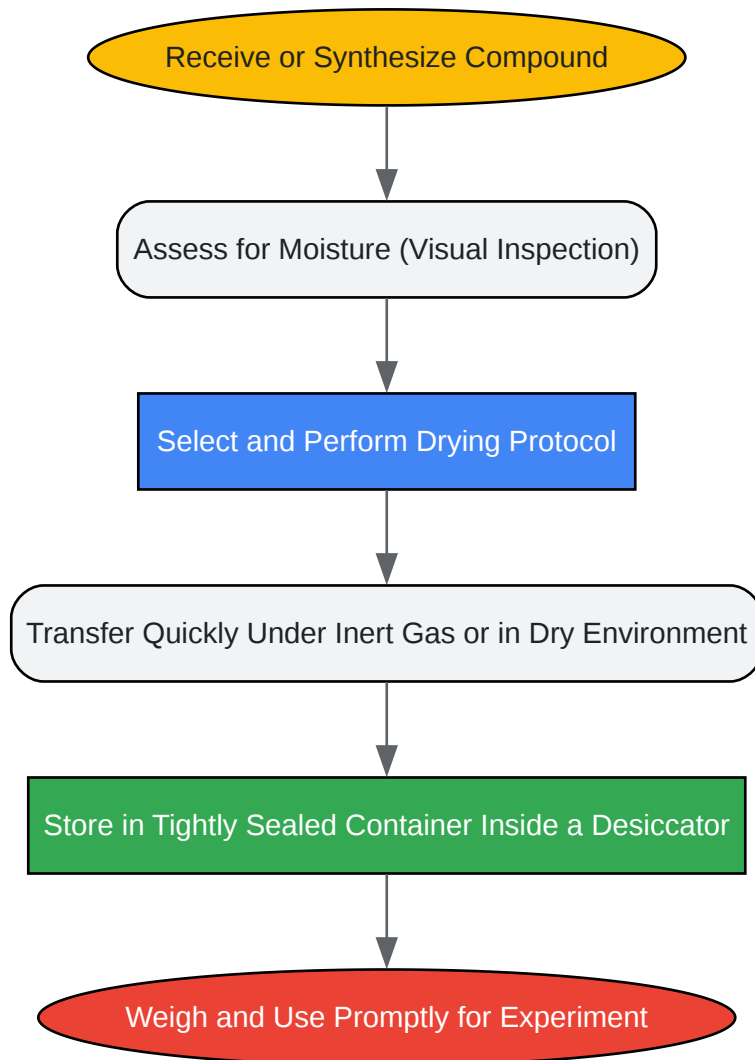 Receive or Synthesize Compound
Assess for Moisture (Visual Inspection)
Select and Perform Drying Protocol
Transfer Quickly Under Inert Gas or in Dry Environment
Store in Tightly Sealed Container Inside a Desiccator
Weigh and Use Promptly for Experiment